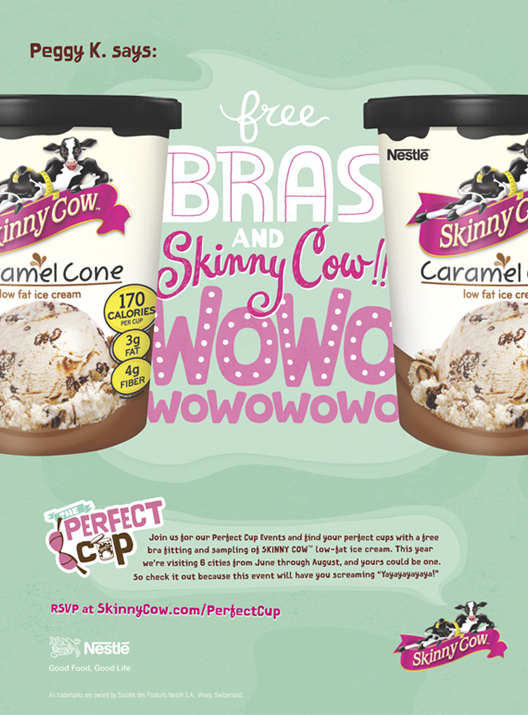 Peggy K. says:
free
BRAS
AND
Skinny Cow!!
WOWO
WOWOWOWO
Skinny Cow™
Caramel Cone
low fat ice cream
170
CALORIES
PER CUP
3g
FAT
4g
FIBER
Nestlé
Skinny Cow
Caramel
low fat ice cre
THE
PERFECT
CUP
Join us for our Perfect Cup Events and find your perfect cups with a free
bra fitting and sampling of SKINNY COW™ low-fat ice cream. This year
we're visiting 6 cities from June through August, and yours could be one.
So check it out because this event will have you screaming "Yayayayayaya!"
RSVP at SkinnyCow.com/PerfectCup
Nestlé
Good Food, Good Life
Skinny Cow
All trademarks are owned by Société des Produits Nestlé S.A., Vevey, Switzerland